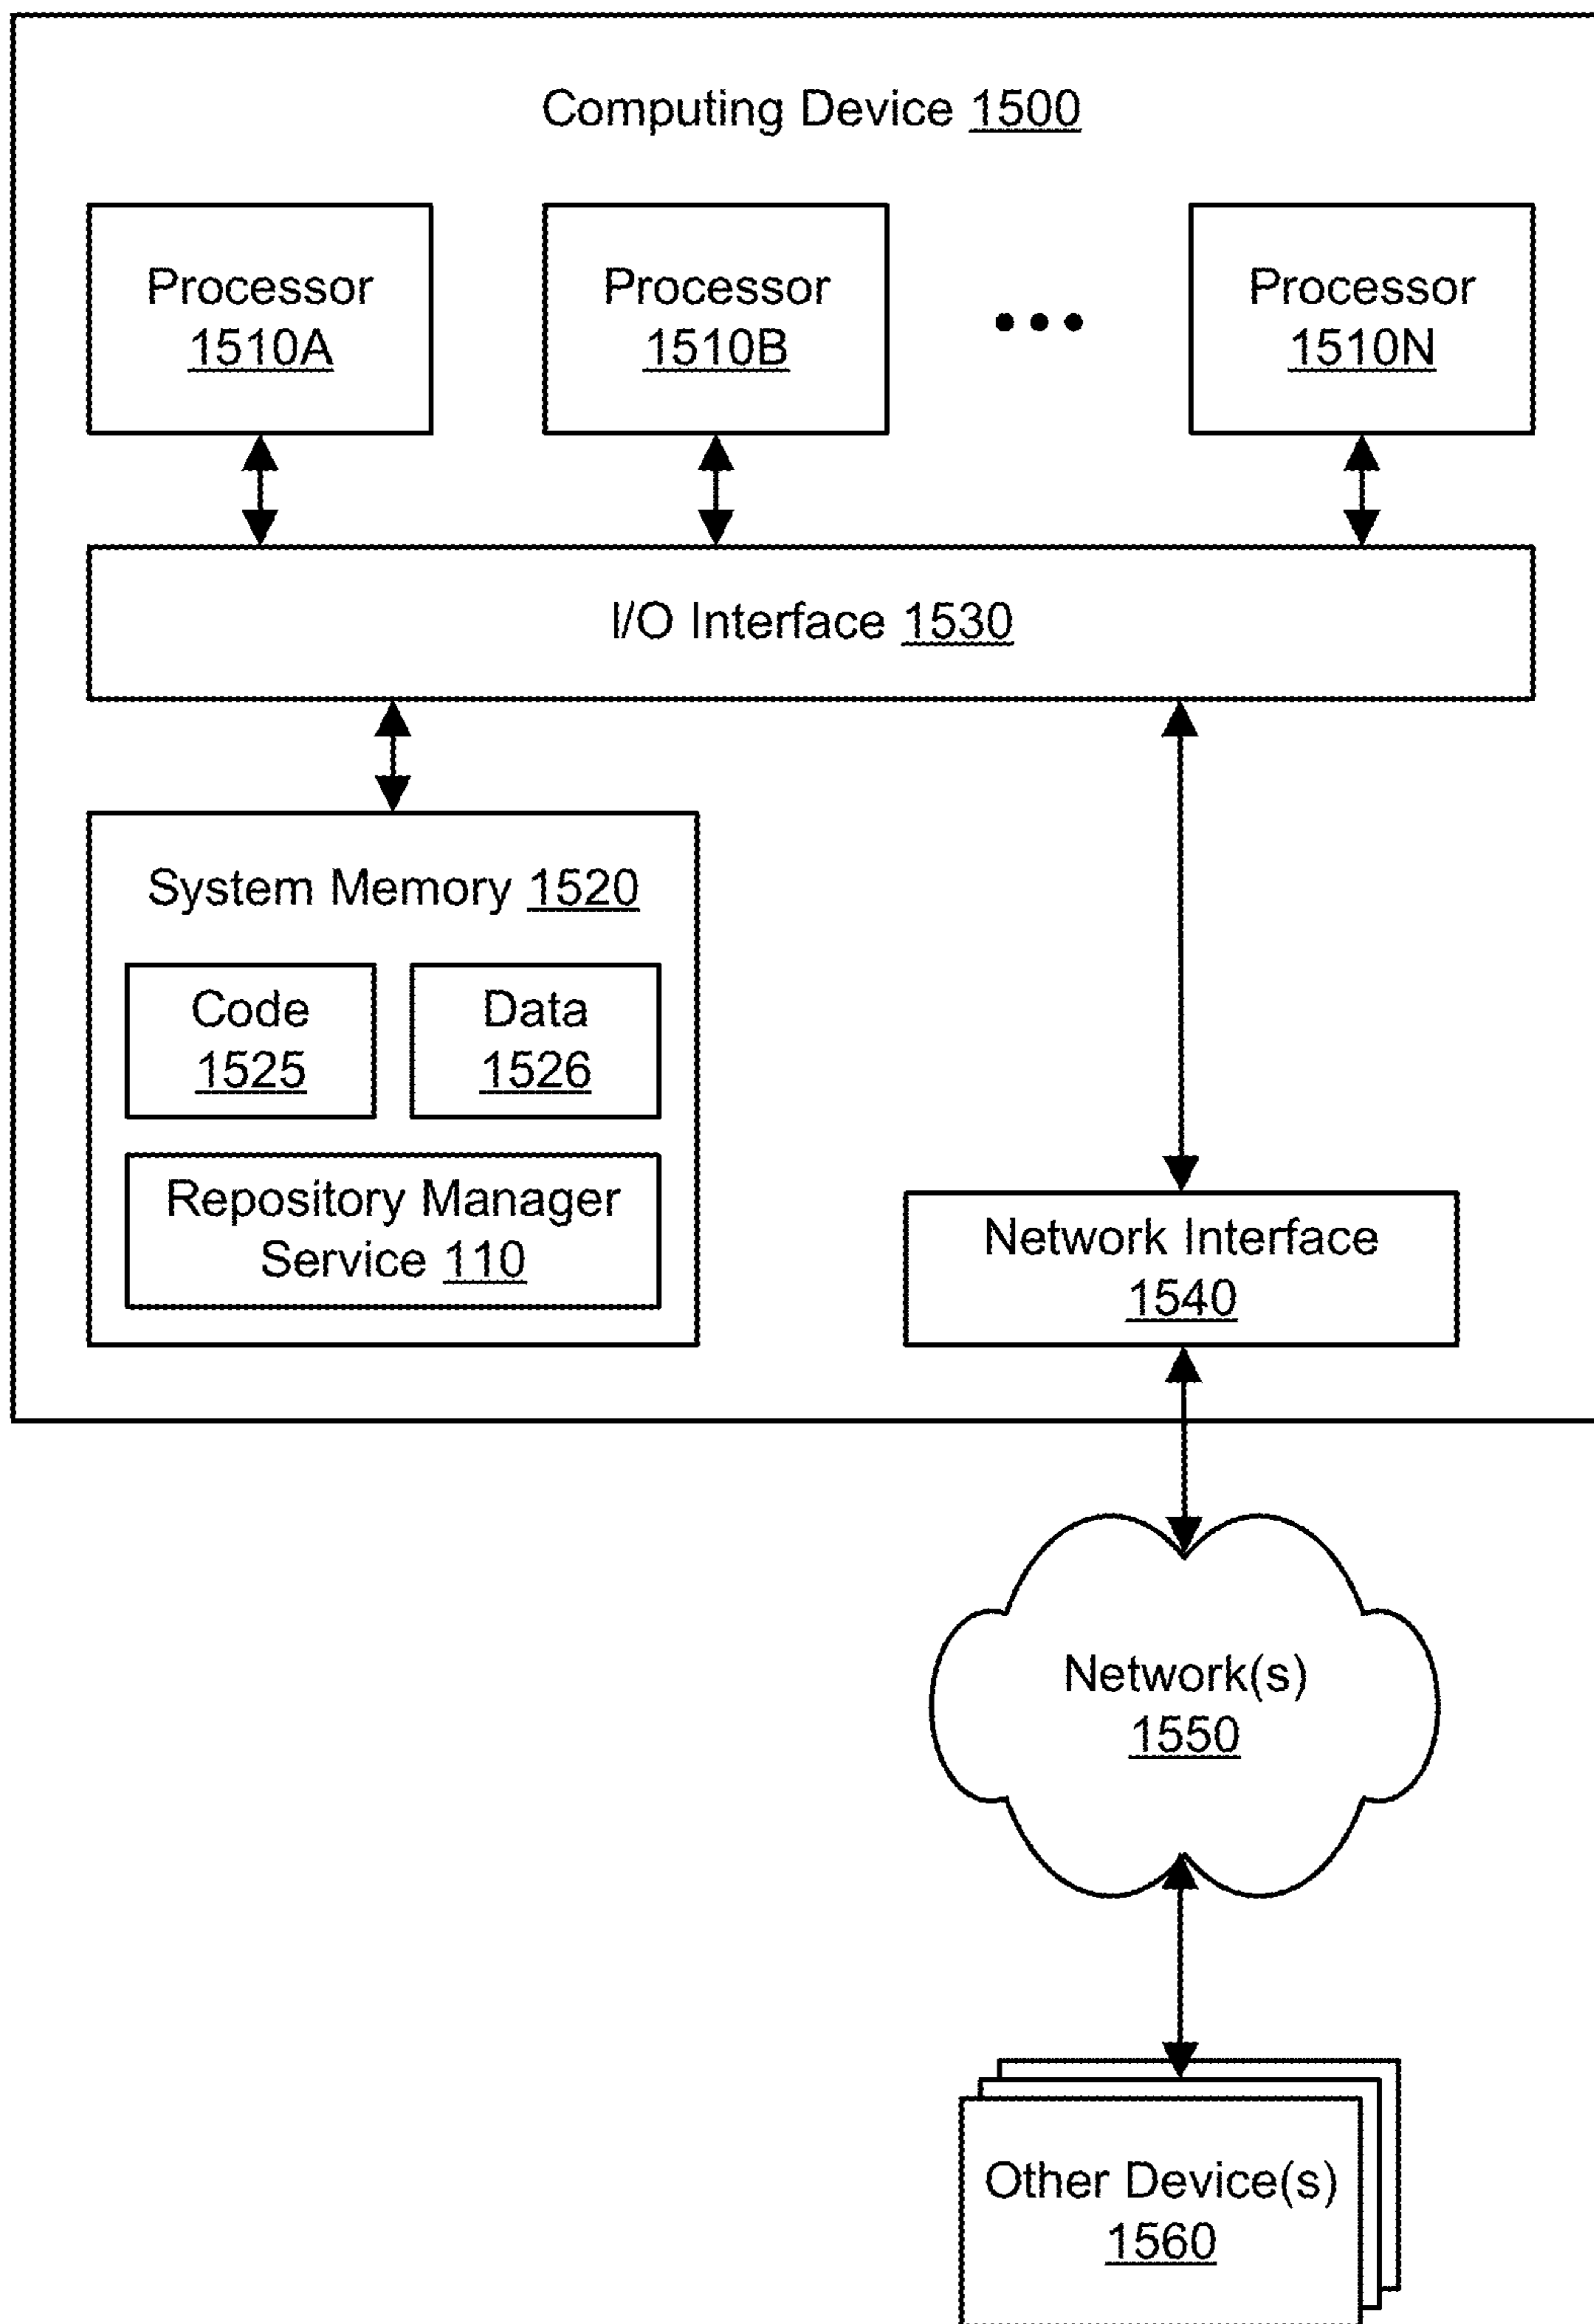 Computing Device 1500
Processor
1510A
Processor
1510B
Processor
1510N
I/O Interface 1530
System Memory 1520
Code
1525
Data
1526
Repository Manager
Service 110
Network Interface
1540
Network(s)
1550
Other Device(s)
1560